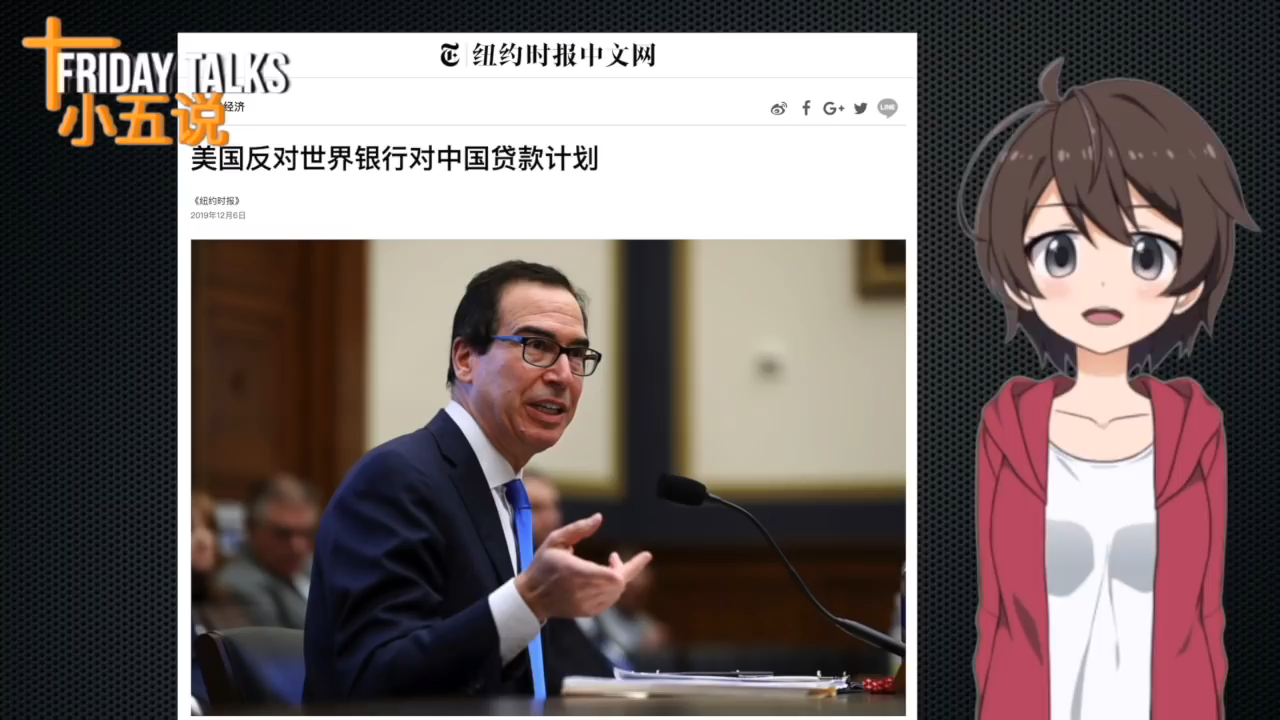 FRIDAY TALKS
小五说
纽约时报中文网
经济
LINE
美国反对世界银行对中国贷款计划
《纽约时报》
2019年12月6日